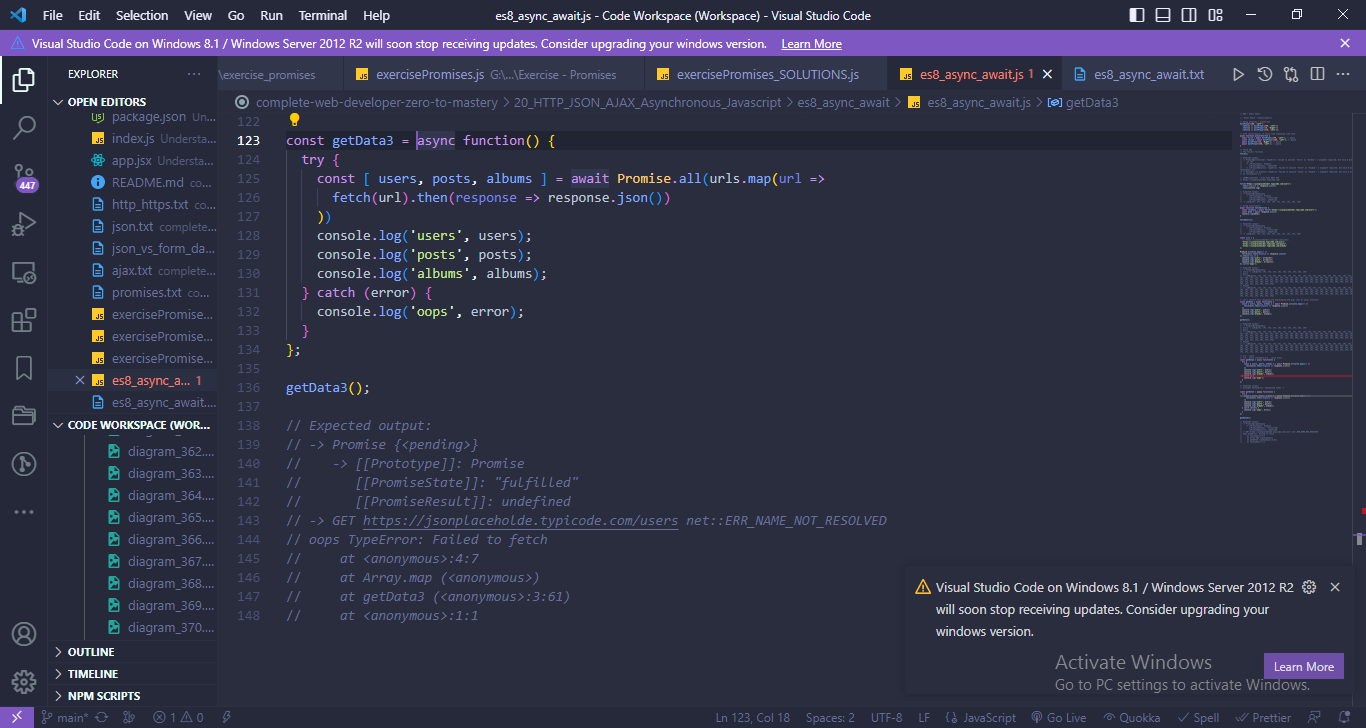 File Edit Selection View Go Run Terminal Help es8_async_await.js - Code Workspace (Workspace) - Visual Studio Code
Visual Studio Code on Windows 8.1 / Windows Server 2012 R2 will soon stop receiving updates. Consider upgrading your windows version. Learn More
EXPLORER
\exercise_promises
exercisePromises.js G:\...\Exercise - Promises
exercisePromises_SOLUTIONS.js
es8_async_await.js 1
es8_async_await.txt
OPEN EDITORS
package.json Un...
index.js Understa...
app.jsx Understa...
README.md co...
http_https.txt co...
json.txt complete...
json_vs_form_da...
ajax.txt complete...
promises.txt co...
exercisePromise...
exercisePromise...
exercisePromise...
es8_async_a... 1
es8_async_await....
CODE WORKSPACE (WOR...
diagram_362....
diagram_363....
diagram_364....
diagram_365....
diagram_366....
diagram_367....
diagram_368....
diagram_369....
diagram_370....
OUTLINE
TIMELINE
NPM SCRIPTS
447
complete-web-developer-zero-to-mastery > 20_HTTP_JSON_AJAX_Asynchronous_Javascript > es8_async_await > es8_async_await.js > getData3
122
123 const getData3 = async function() {
124 try {
125 const [ users, posts, albums ] = await Promise.all(urls.map(url =>
126 fetch(url).then(response => response.json())
127 ))
128 console.log('users', users);
129 console.log('posts', posts);
130 console.log('albums', albums);
131 } catch (error) {
132 console.log('oops', error);
133 }
134 };
135
136 getData3();
137
138 // Expected output:
139 // -> Promise {<pending>}
140 // -> [[Prototype]]: Promise
141 // [[PromiseState]]: "fulfilled"
142 // [[PromiseResult]]: undefined
143 // -> GET https://jsonplaceholde.typicode.com/users net::ERR_NAME_NOT_RESOLVED
144 // oops TypeError: Failed to fetch
145 // at <anonymous>:4:7
146 // at Array.map (<anonymous>)
147 // at getData3 (<anonymous>:3:61)
148 // at <anonymous>:1:1
Visual Studio Code on Windows 8.1 / Windows Server 2012 R2
will soon stop receiving updates. Consider upgrading your
windows version.
Learn More
Activate Windows
Go to PC settings to activate Windows.
main* 1 0 Ln 123, Col 18 Spaces: 2 UTF-8 LF JavaScript Go Live Quokka Spell Prettier